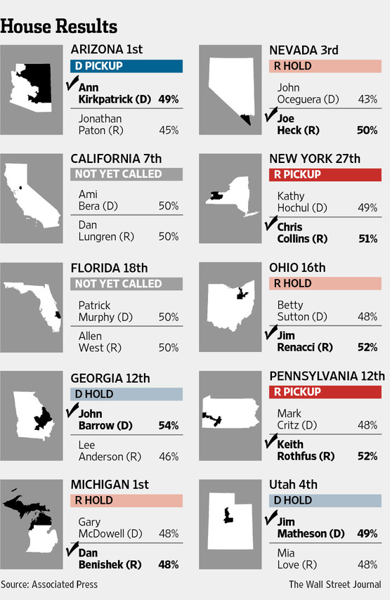 House Results
ARIZONA 1st
D PICKUP
Ann
Kirkpatrick (D) 49%
Jonathan
Paton (R) 45%
CALIFORNIA 7th
NOT YET CALLED
Ami
Bera (D) 50%
Dan
Lungren (R) 50%
FLORIDA 18th
NOT YET CALLED
Patrick
Murphy (D) 50%
Allen
West (R) 50%
GEORGIA 12th
D HOLD
John
Barrow (D) 54%
Lee
Anderson (R) 46%
MICHIGAN 1st
R HOLD
Gary
McDowell (D) 48%
Dan
Benishek (R) 48%
NEVADA 3rd
R HOLD
John
Oceguera (D) 43%
Joe
Heck (R) 50%
NEW YORK 27th
R PICKUP
Kathy
Hochul (D) 49%
Chris
Collins (R) 51%
OHIO 16th
R HOLD
Betty
Sutton (D) 48%
Jim
Renacci (R) 52%
PENNSYLVANIA 12th
R PICKUP
Mark
Critz (D) 48%
Keith
Rothfus (R) 52%
Utah 4th
D HOLD
Jim
Matheson (D) 49%
Mia
Love (R) 48%
Source: Associated Press
The Wall Street Journal